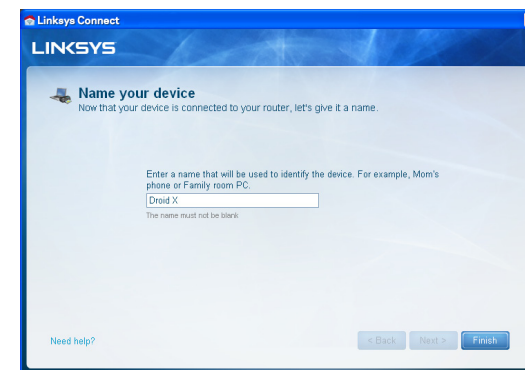 Linksys Connect
LINKSYS
Name your device
Now that your device is connected to your router, let's give it a name.
Enter a name that will be used to identify the device. For example, Mom's
phone or Family room PC.
Droid X
The name must not be blank
Need help?
< Back
Next >
Finish